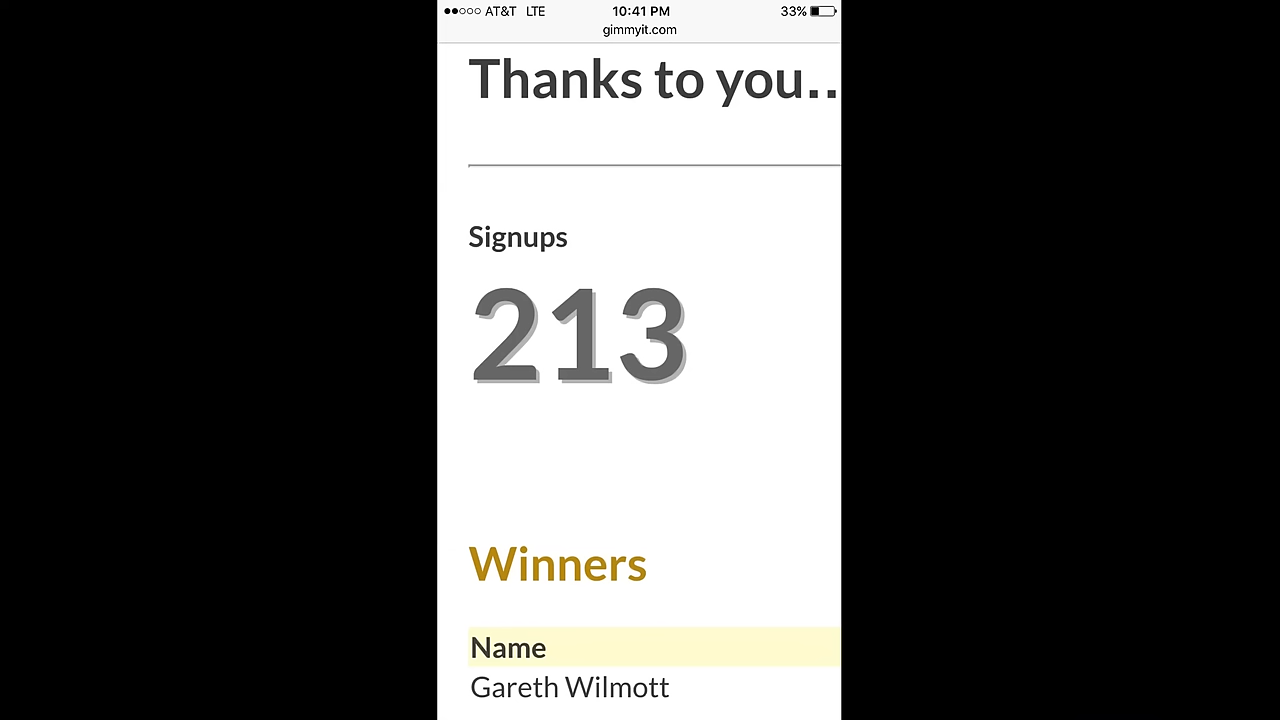 AT&T LTE 10:41 PM 33%
gimmyit.com
Thanks to you..
Signups
213
Winners
Name
Gareth Wilmott